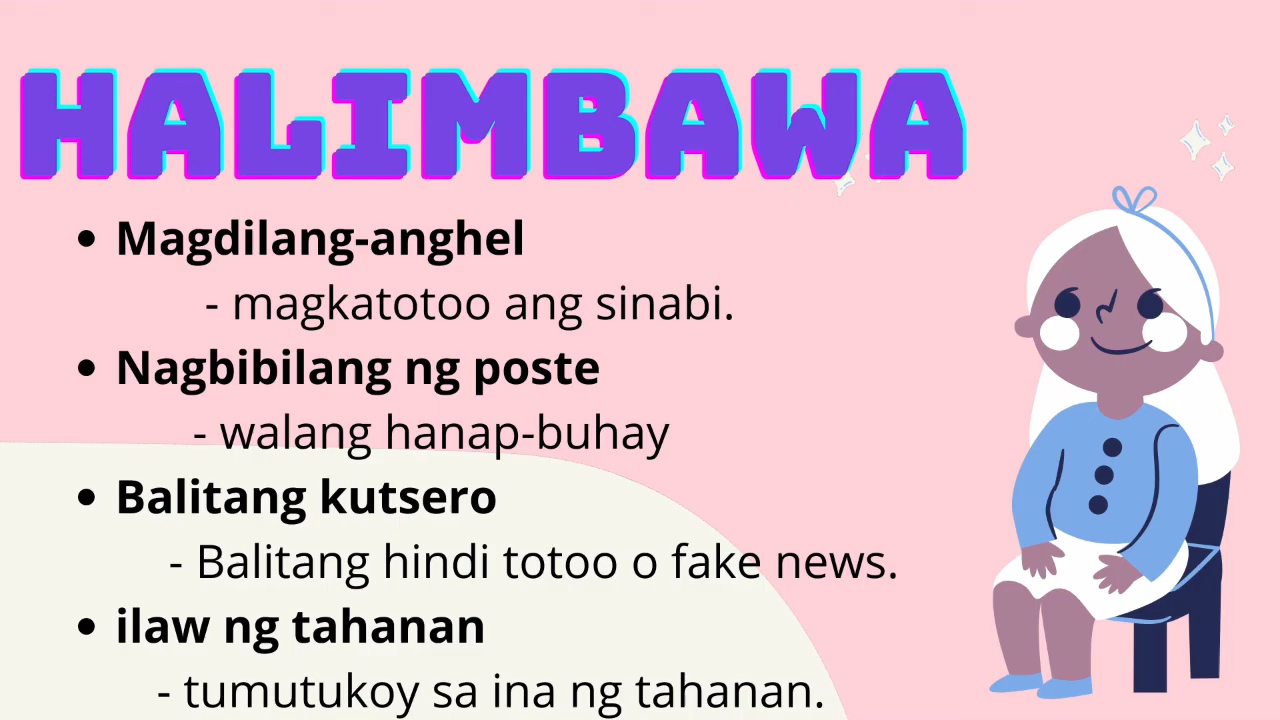 HALIMBAWA
• Magdilang-anghel
- magkatotoo ang sinabi.
• Nagbibilang ng poste
- walang hanap-buhay
• Balitang kutsero
- Balitang hindi totoo o fake news.
• ilaw ng tahanan
- tumutukoy sa ina ng tahanan.